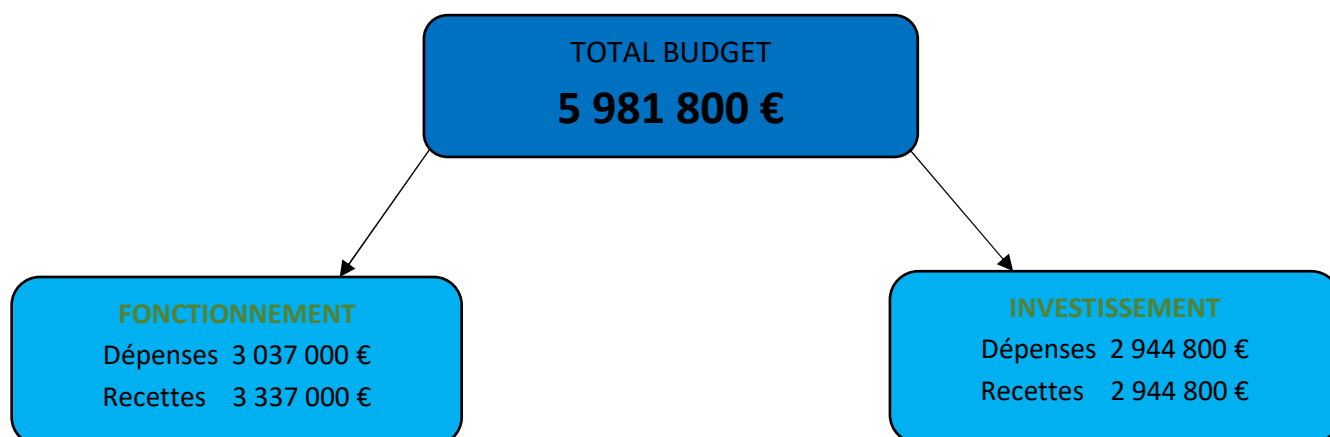 TOTAL BUDGET
5 981 800 €
FONCTIONNEMENT
Dépenses 3 037 000 €
Recettes 3 337 000 €
INVESTISSEMENT
Dépenses 2 944 800 €
Recettes 2 944 800 €